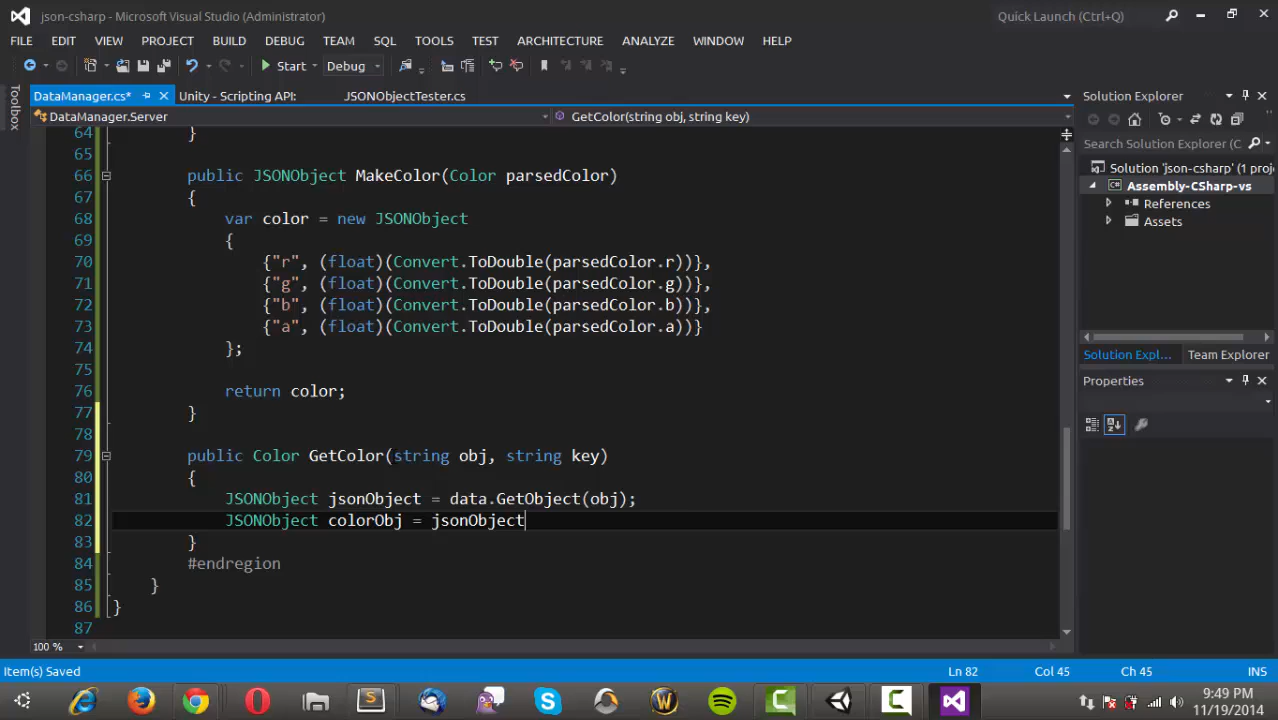 json-csharp - Microsoft Visual Studio (Administrator)
Quick Launch (Ctrl+Q)
FILE EDIT VIEW PROJECT BUILD DEBUG TEAM SQL TOOLS TEST ARCHITECTURE ANALYZE WINDOW HELP
Start Debug
Toolbox
DataManager.cs* Unity - Scripting API: JSONObjectTester.cs
DataManager.Server GetColor(string obj, string key)
64 }
65
66 public JSONObject MakeColor(Color parsedColor)
67 {
68 var color = new JSONObject
69 {
70 {"r", (float)(Convert.ToDouble(parsedColor.r))},
71 {"g", (float)(Convert.ToDouble(parsedColor.g))},
72 {"b", (float)(Convert.ToDouble(parsedColor.b))},
73 {"a", (float)(Convert.ToDouble(parsedColor.a))}
74 };
75
76 return color;
77 }
78
79 public Color GetColor(string obj, string key)
80 {
81 JSONObject jsonObject = data.GetObject(obj);
82 JSONObject colorObj = jsonObject
83 }
84 #endregion
85 }
86 }
87
100 %
Solution Explorer
Search Solution Explorer (C
Solution 'json-csharp' (1 proj
Assembly-CSharp-vs
References
Assets
Solution Expl... Team Explorer
Properties
Item(s) Saved Ln 82 Col 45 Ch 45 INS
9:49 PM
11/19/2014